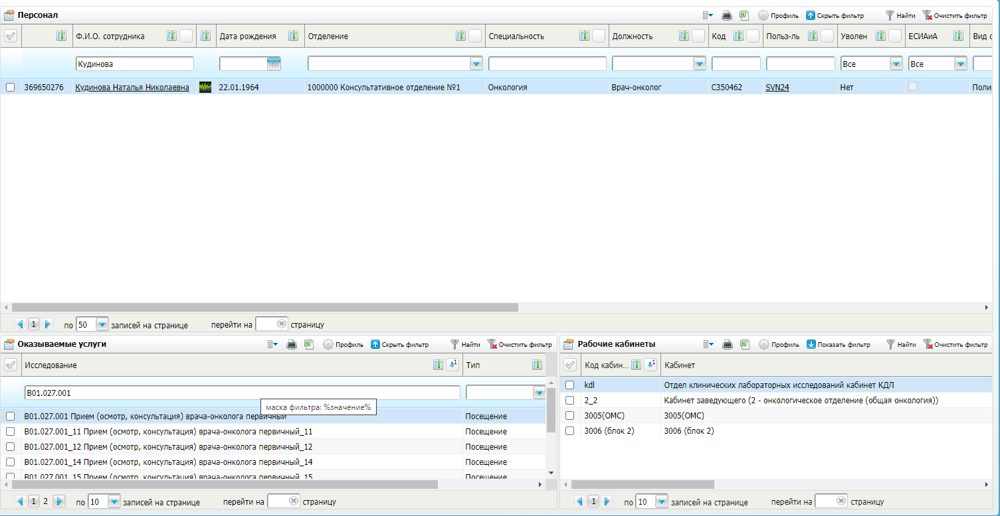 Персонал Профиль Скрыть фильтр Найти Очистить фильтр
Ф.И.О. сотрудника Дата рождения Отделение Специальность Должность Код Польз-ль Уволен ЕСИАиА Вид
Кудинова Все Все
369650276 Кудинова Наталья Николаевна 22.01.1964 1000000 Консультативное отделение №1 Онкология Врач-онколог С350462 SVN24 Нет Поли
1 по 50 записей на странице перейти на страницу
Оказываемые услуги Профиль Скрыть фильтр Найти Очистить фильтр
Исследование 1 Тип
B01.027.001
маска фильтра: %значение%
B01.027.001 Прием (осмотр, консультация) врача-онколога первичный Посещение
B01.027.001_11 Прием (осмотр, консультация) врача-онколога первичный_11 Посещение
B01.027.001_12 Прием (осмотр, консультация) врача-онколога первичный_12 Посещение
B01.027.001_14 Прием (осмотр, консультация) врача-онколога первичный_14 Посещение
B01.027.001_15 Прием (осмотр, консультация) врача-онколога первичный_15 Посещение
1 2 по 10 записей на странице перейти на страницу
Рабочие кабинеты Профиль Показать фильтр Найти Очистить фильтр
Код кабин... 1 Кабинет
kdl Отдел клинических лабораторных исследований кабинет КДЛ
2_2 Кабинет заведующего (2 - онкологическое отделение (общая онкология))
3005(ОМС) 3005(ОМС)
3006 (блок 2) 3006 (блок 2)
1 по 10 записей на странице перейти на страницу